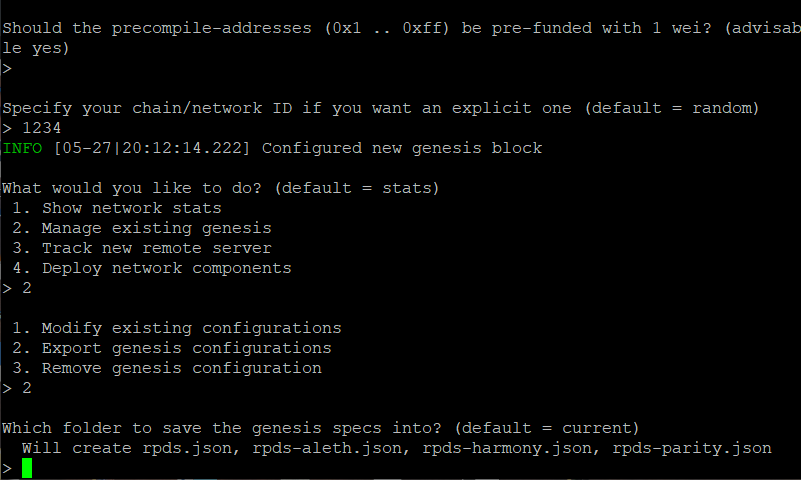 Should the precompile-addresses (0x1 .. 0xff) be pre-funded with 1 wei? (advisab
le yes)
>
Specify your chain/network ID if you want an explicit one (default = random)
> 1234
INFO [05-27|20:12:14.222] Configured new genesis block
What would you like to do? (default = stats)
1. Show network stats
2. Manage existing genesis
3. Track new remote server
4. Deploy network components
> 2
1. Modify existing configurations
2. Export genesis configurations
3. Remove genesis configuration
> 2
Which folder to save the genesis specs into? (default = current)
Will create rpds.json, rpds-aleth.json, rpds-harmony.json, rpds-parity.json
>